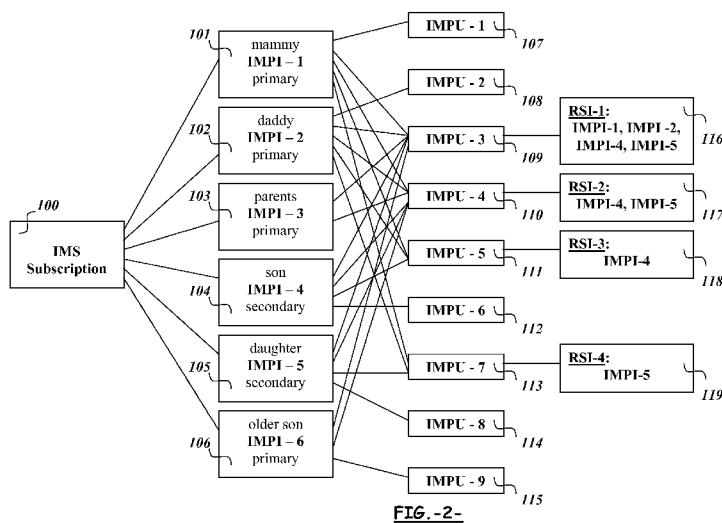 100
IMS
Subscription
101
mammy
IMPI – 1
primary
102
daddy
IMPI – 2
primary
103
parents
IMPI – 3
primary
104
son
IMPI – 4
secondary
105
daughter
IMPI – 5
secondary
106
older son
IMPI – 6
primary
IMPU - 1
107
IMPU - 2
108
IMPU - 3
109
IMPU - 4
110
IMPU - 5
111
IMPU - 6
112
IMPU - 7
113
IMPU - 8
114
IMPU - 9
115
RSI-1:
IMPI-1, IMPI -2,
IMPI-4, IMPI-5
116
RSI-2:
IMPI-4, IMPI-5
117
RSI-3:
IMPI-4
118
RSI-4:
IMPI-5
119
FIG.-2-